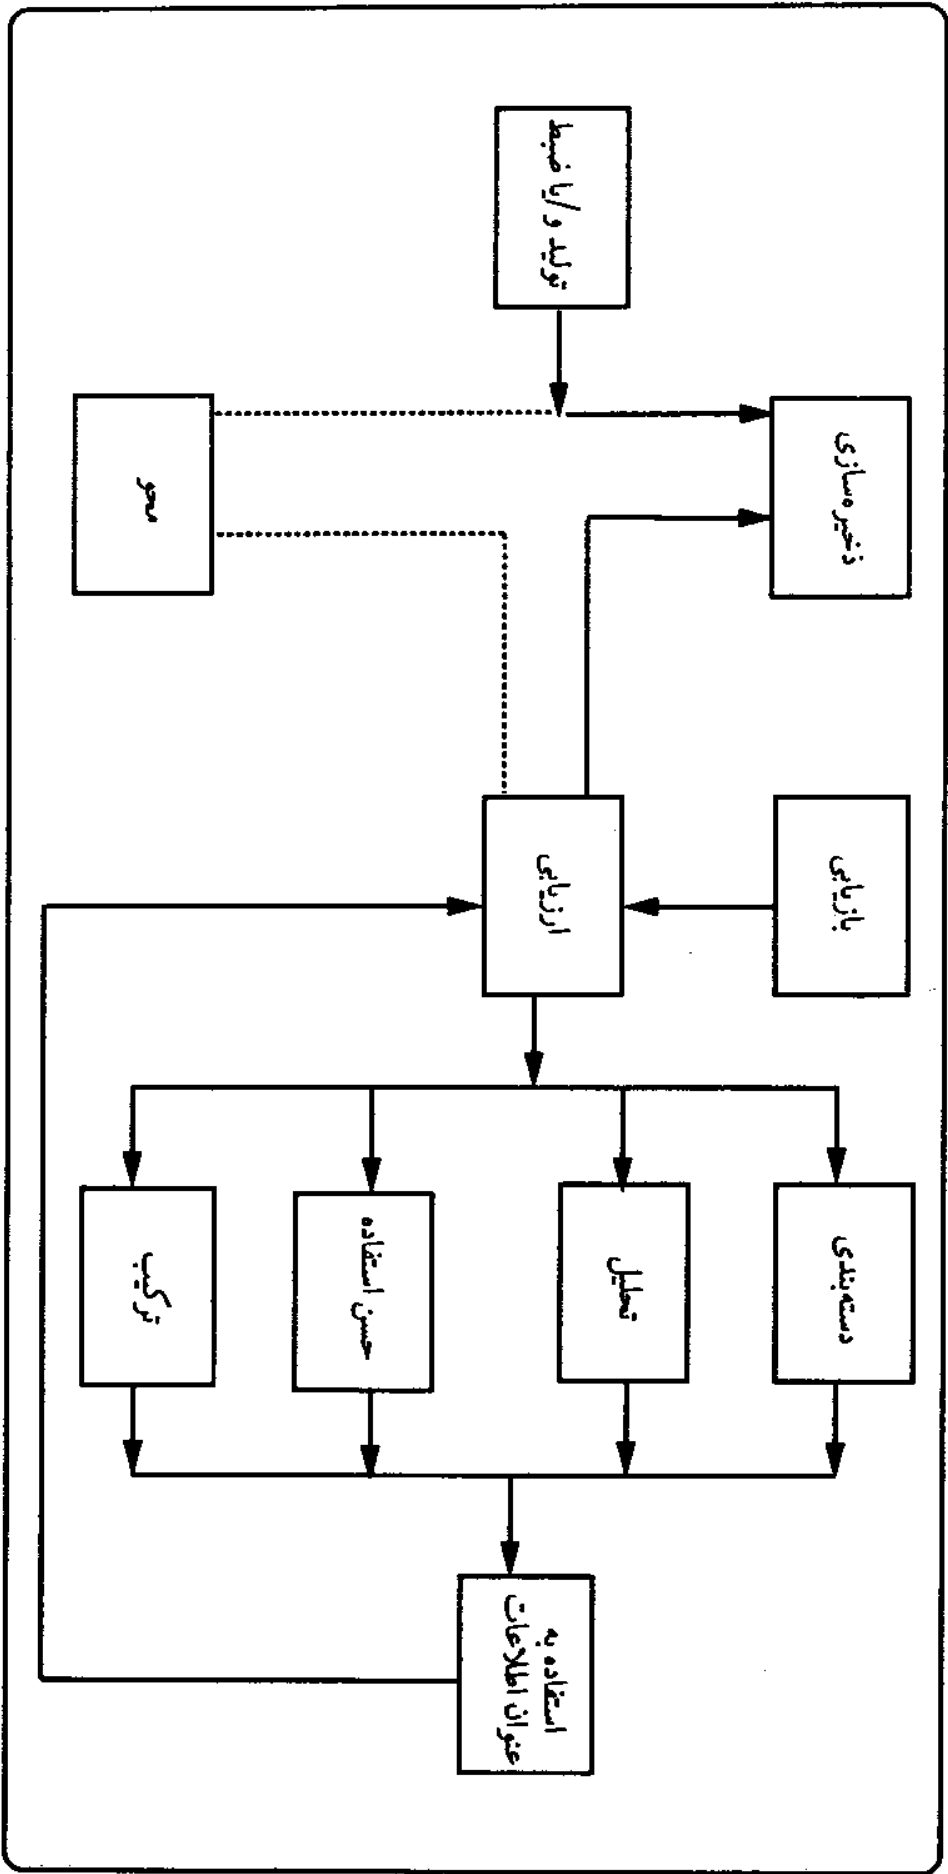 تولید و/یا ضبط
ذخیره‌سازی
محو
بازیابی
ارزیابی
دسته‌بندی
تحلیل
حسن استفاده
ترکیب
استفاده به
عنوان اطلاعات